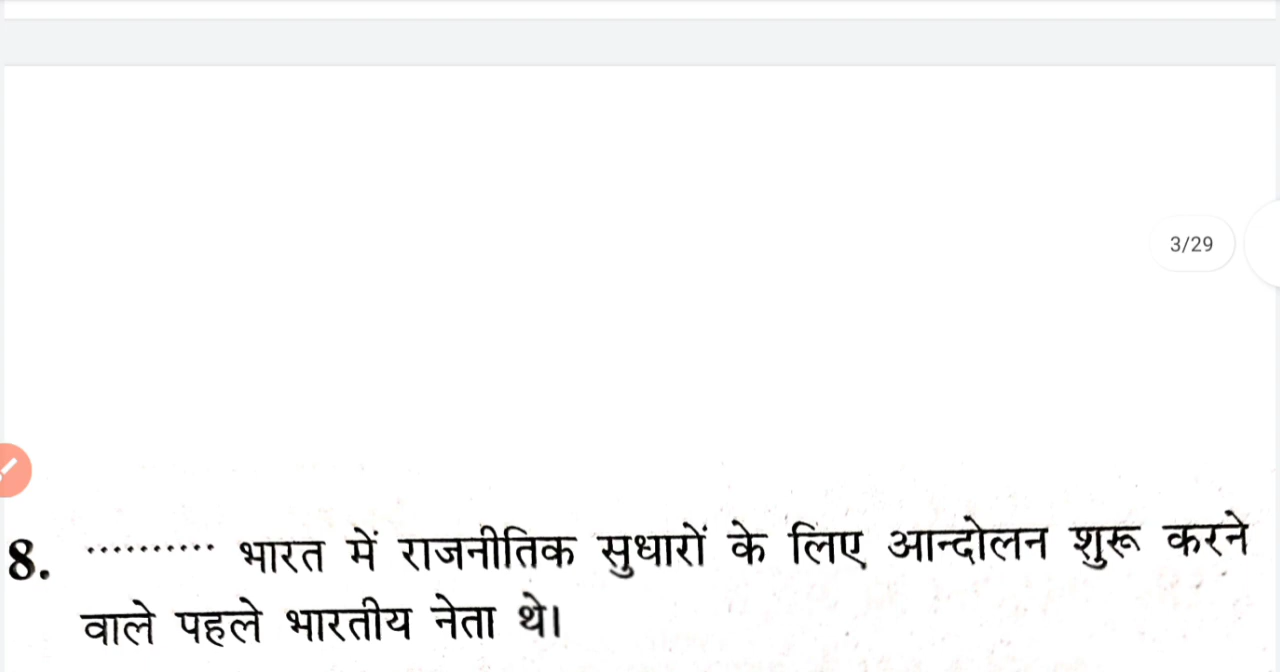 3/29
8. ........... भारत में राजनीतिक सुधारों के लिए आन्दोलन शुरू करने
वाले पहले भारतीय नेता थे।